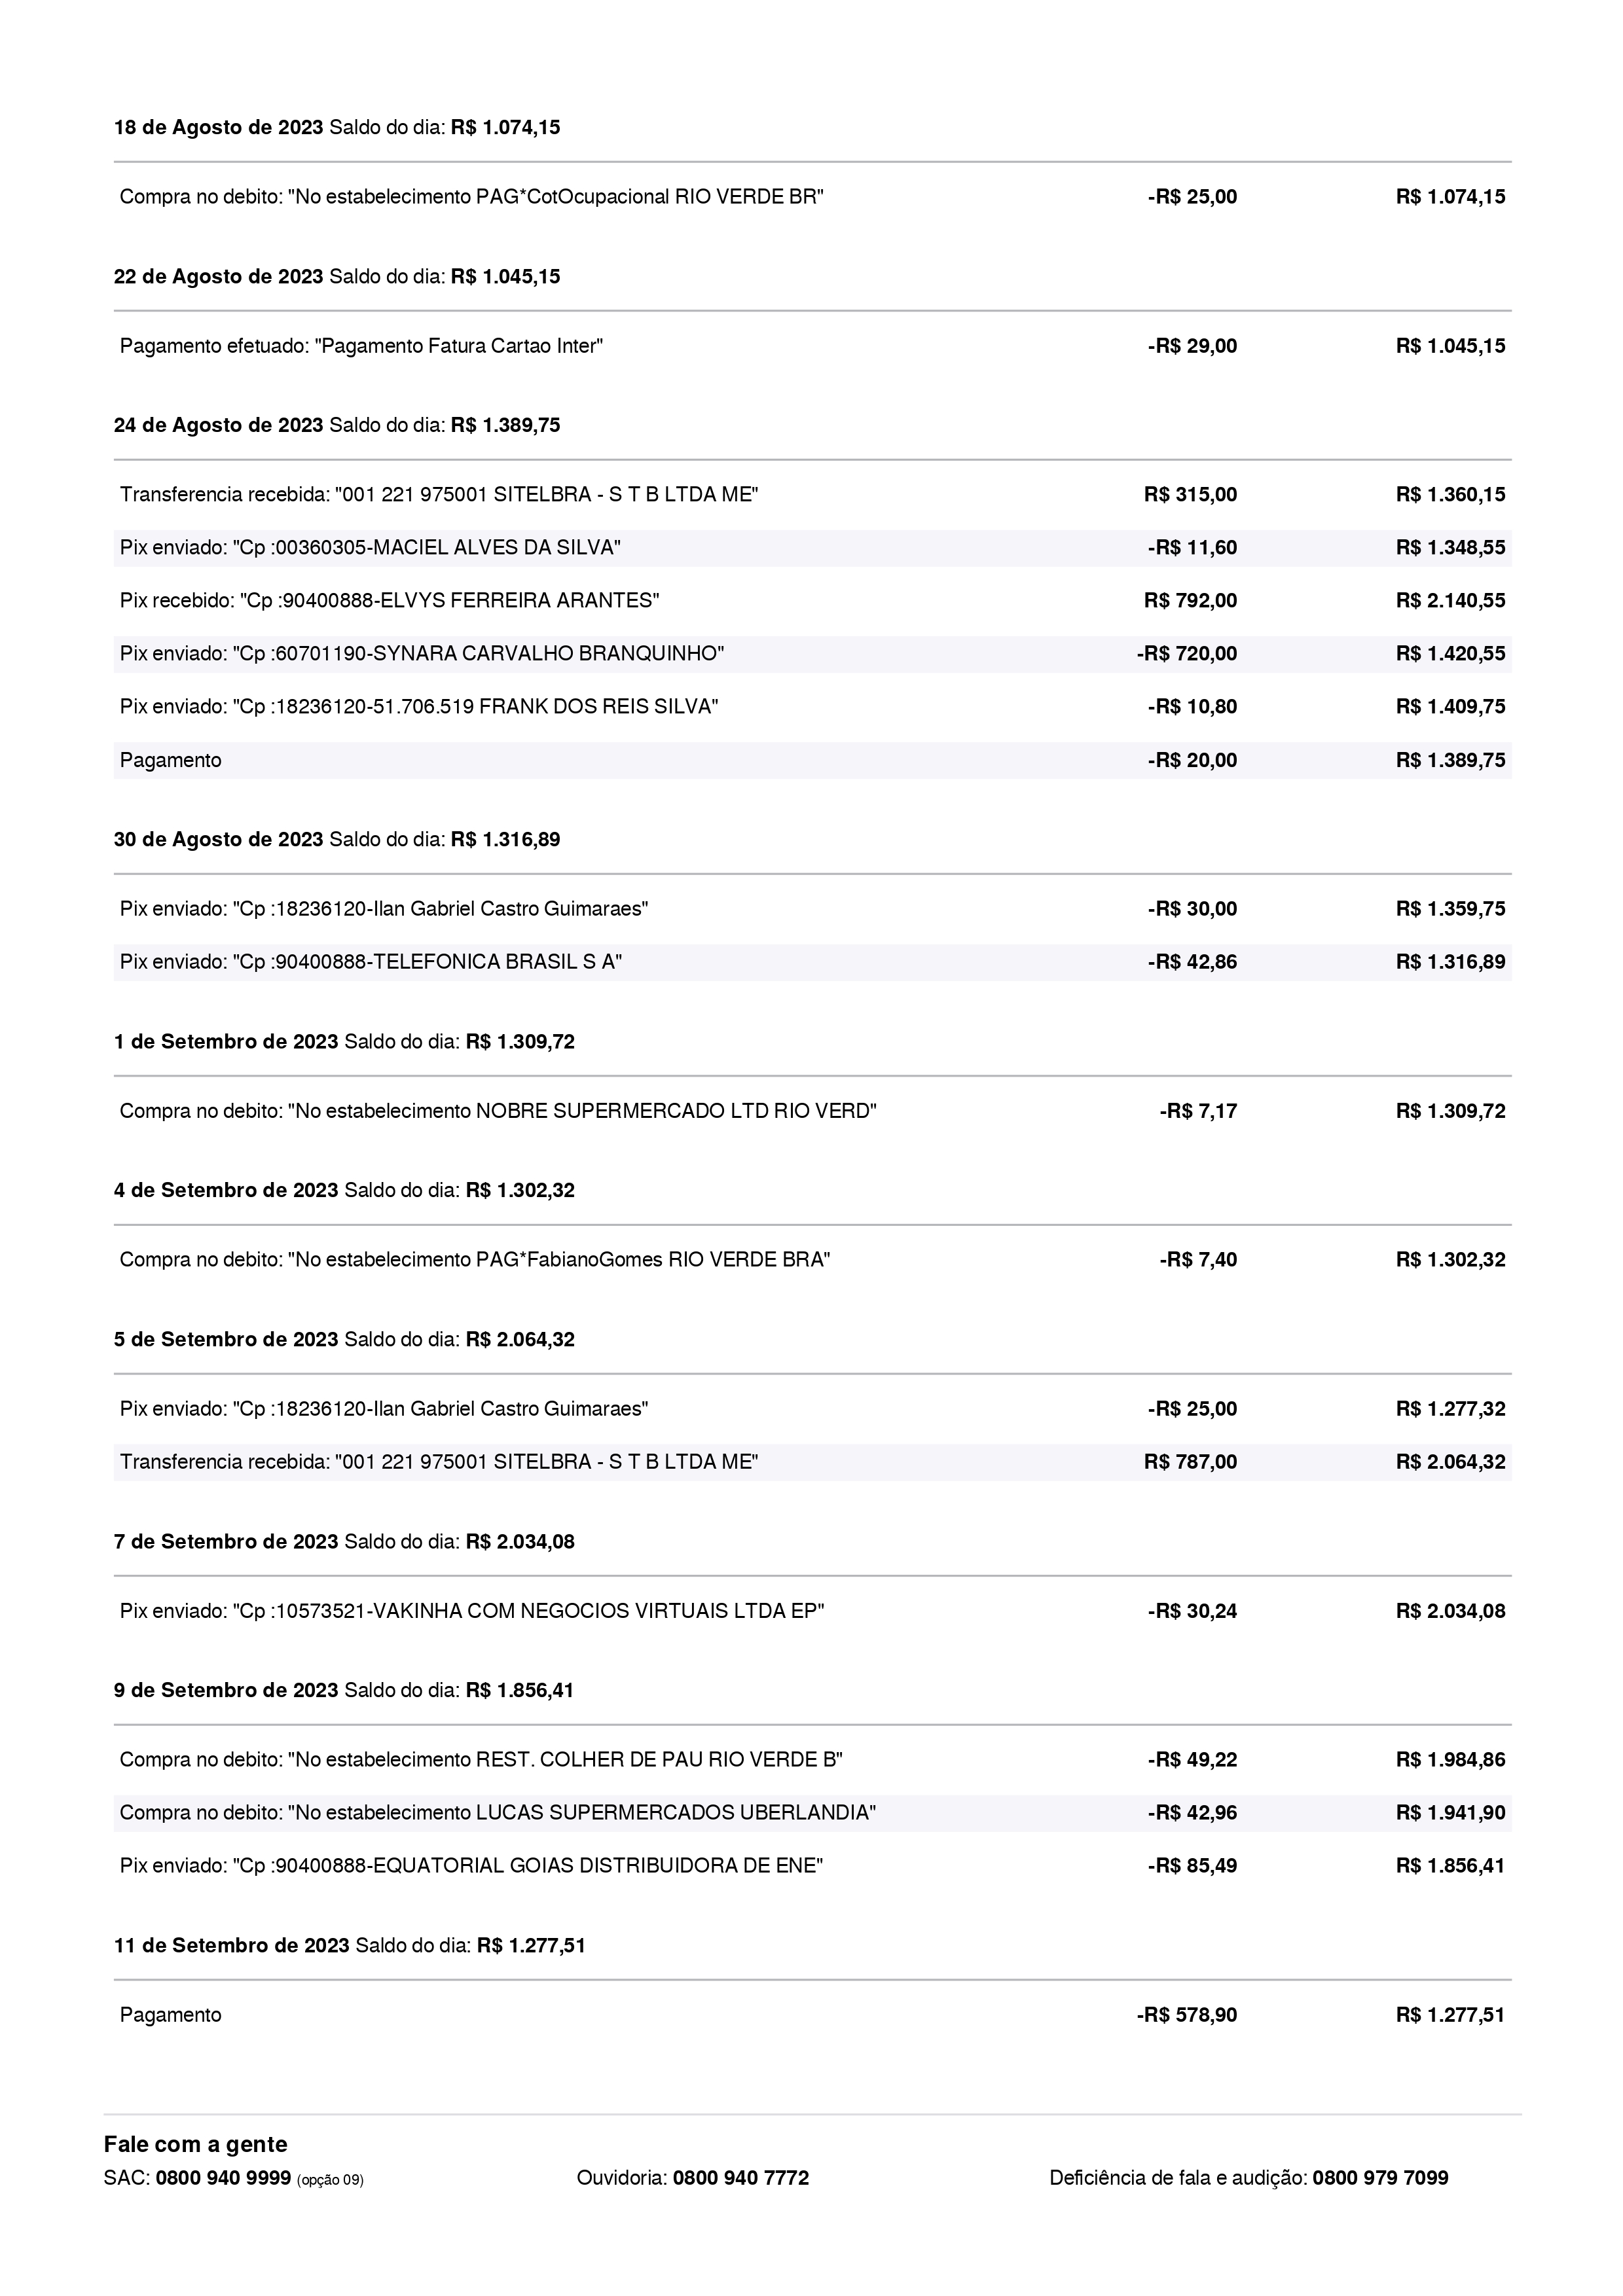 18 de Agosto de 2023 Saldo do dia: R$ 1.074,15
Compra no debito: "No estabelecimento PAG*CotOcupacional RIO VERDE BR" -R$ 25,00 R$ 1.074,15
22 de Agosto de 2023 Saldo do dia: R$ 1.045,15
Pagamento efetuado: "Pagamento Fatura Cartao Inter" -R$ 29,00 R$ 1.045,15
24 de Agosto de 2023 Saldo do dia: R$ 1.389,75
Transferencia recebida: "001 221 975001 SITELBRA - S T B LTDA ME" R$ 315,00 R$ 1.360,15
Pix enviado: "Cp :00360305-MACIEL ALVES DA SILVA" -R$ 11,60 R$ 1.348,55
Pix recebido: "Cp :90400888-ELVYS FERREIRA ARANTES" R$ 792,00 R$ 2.140,55
Pix enviado: "Cp :60701190-SYNARA CARVALHO BRANQUINHO" -R$ 720,00 R$ 1.420,55
Pix enviado: "Cp :18236120-51.706.519 FRANK DOS REIS SILVA" -R$ 10,80 R$ 1.409,75
Pagamento -R$ 20,00 R$ 1.389,75
30 de Agosto de 2023 Saldo do dia: R$ 1.316,89
Pix enviado: "Cp :18236120-Ilan Gabriel Castro Guimaraes" -R$ 30,00 R$ 1.359,75
Pix enviado: "Cp :90400888-TELEFONICA BRASIL S A" -R$ 42,86 R$ 1.316,89
1 de Setembro de 2023 Saldo do dia: R$ 1.309,72
Compra no debito: "No estabelecimento NOBRE SUPERMERCADO LTD RIO VERD" -R$ 7,17 R$ 1.309,72
4 de Setembro de 2023 Saldo do dia: R$ 1.302,32
Compra no debito: "No estabelecimento PAG*FabianoGomes RIO VERDE BRA" -R$ 7,40 R$ 1.302,32
5 de Setembro de 2023 Saldo do dia: R$ 2.064,32
Pix enviado: "Cp :18236120-Ilan Gabriel Castro Guimaraes" -R$ 25,00 R$ 1.277,32
Transferencia recebida: "001 221 975001 SITELBRA - S T B LTDA ME" R$ 787,00 R$ 2.064,32
7 de Setembro de 2023 Saldo do dia: R$ 2.034,08
Pix enviado: "Cp :10573521-VAKINHA COM NEGOCIOS VIRTUAIS LTDA EP" -R$ 30,24 R$ 2.034,08
9 de Setembro de 2023 Saldo do dia: R$ 1.856,41
Compra no debito: "No estabelecimento REST. COLHER DE PAU RIO VERDE B" -R$ 49,22 R$ 1.984,86
Compra no debito: "No estabelecimento LUCAS SUPERMERCADOS UBERLANDIA" -R$ 42,96 R$ 1.941,90
Pix enviado: "Cp :90400888-EQUATORIAL GOIAS DISTRIBUIDORA DE ENE" -R$ 85,49 R$ 1.856,41
11 de Setembro de 2023 Saldo do dia: R$ 1.277,51
Pagamento -R$ 578,90 R$ 1.277,51
Fale com a gente
SAC: 0800 940 9999 (opção 09) Ouvidoria: 0800 940 7772 Deficiência de fala e audição: 0800 979 7099